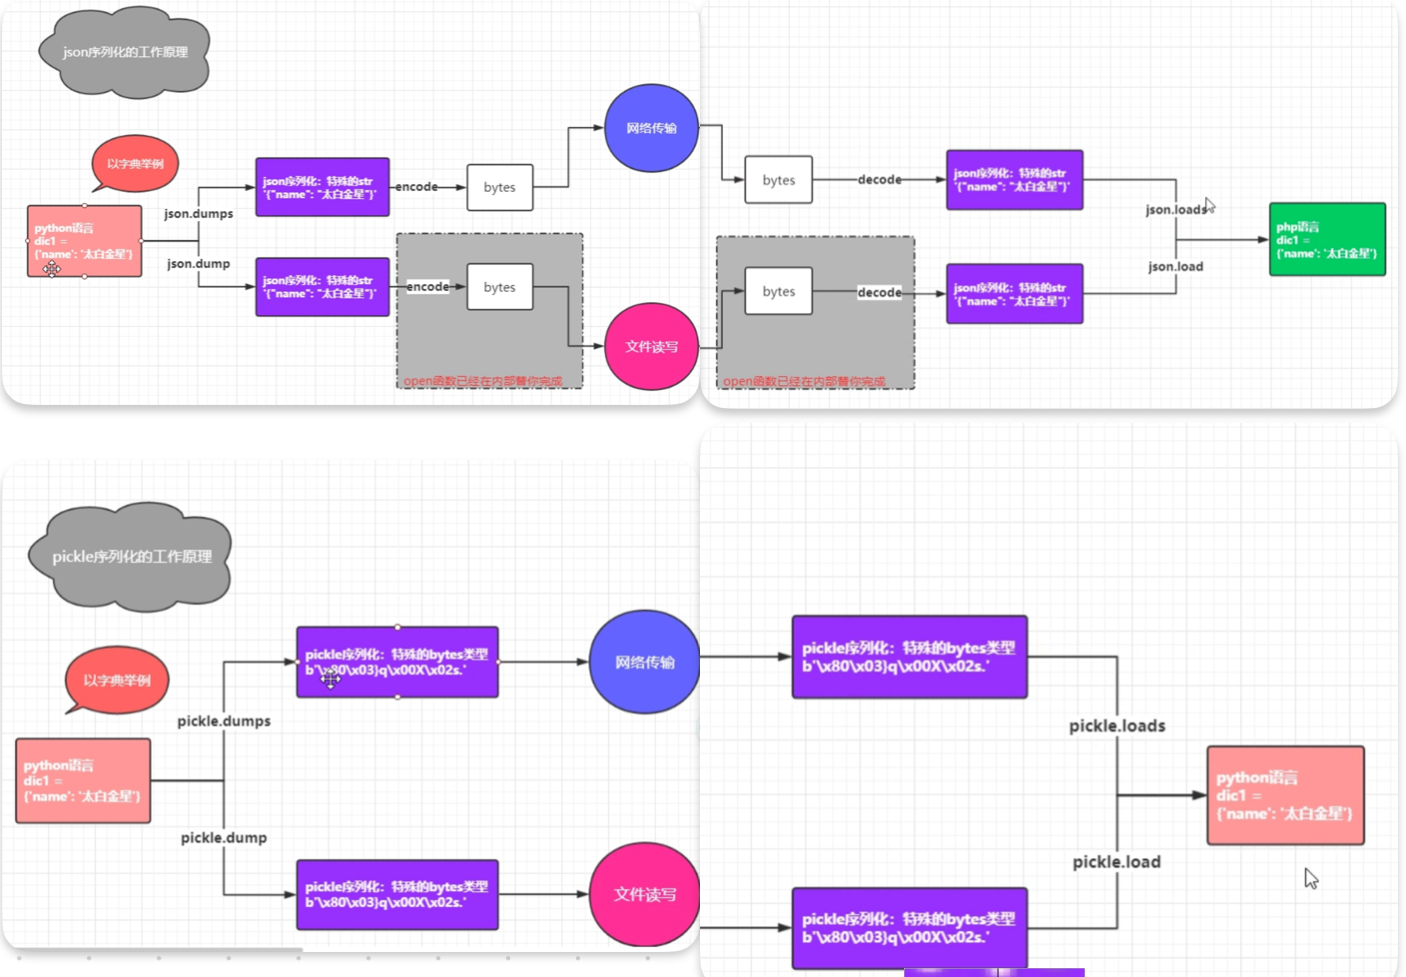 json序列化的工作原理
以字典举例
python语言
dic1 =
{'name': '太白金星'}
json.dumps
json.dump
json序列化：特殊的str
'{"name": "太白金星"}'
encode
bytes
网络传输
json序列化：特殊的str
'{"name": "太白金星"}'
encode
bytes
open函数已经在内部替你完成
文件读写
bytes
decode
json序列化：特殊的str
'{"name": "太白金星"}'
json.loads
bytes
decode
open函数已经在内部替你完成
json序列化：特殊的str
'{"name": "太白金星"}'
json.load
php语言
dic1 =
{'name': '太白金星'}
pickle序列化的工作原理
以字典举例
python语言
dic1 =
{'name': '太白金星'}
pickle.dumps
pickle.dump
pickle序列化：特殊的bytes类型
b'\x80\x03}q\x00X\x02s.'
网络传输
pickle序列化：特殊的bytes类型
b'\x80\x03}q\x00X\x02s.'
文件读写
pickle序列化：特殊的bytes类型
b'\x80\x03}q\x00X\x02s.'
pickle.loads
pickle序列化：特殊的bytes类型
b'\x80\x03}q\x00X\x02s.'
pickle.load
python语言
dic1 =
{'name': '太白金星'}